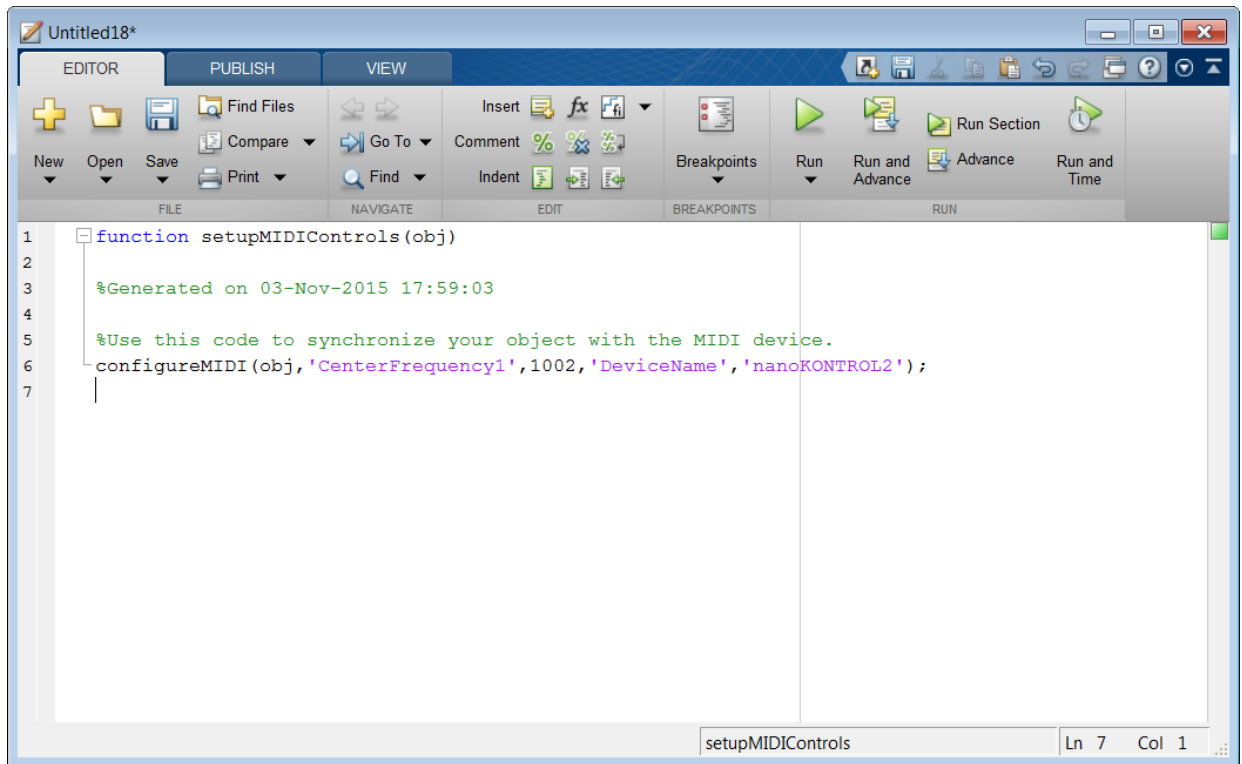 Untitled18*
EDITOR PUBLISH VIEW
New Open Save Find Files Compare Print
FILE
Go To Find
NAVIGATE
Insert fx
Comment
Indent
EDIT
Breakpoints
BREAKPOINTS
Run Run and Advance Run Section Advance Run and Time
RUN
1 function setupMIDIControls(obj)
2
3 %Generated on 03-Nov-2015 17:59:03
4
5 %Use this code to synchronize your object with the MIDI device.
6 configureMIDI(obj,'CenterFrequency1',1002,'DeviceName','nanoKONTROL2');
7
setupMIDIControls Ln 7 Col 1